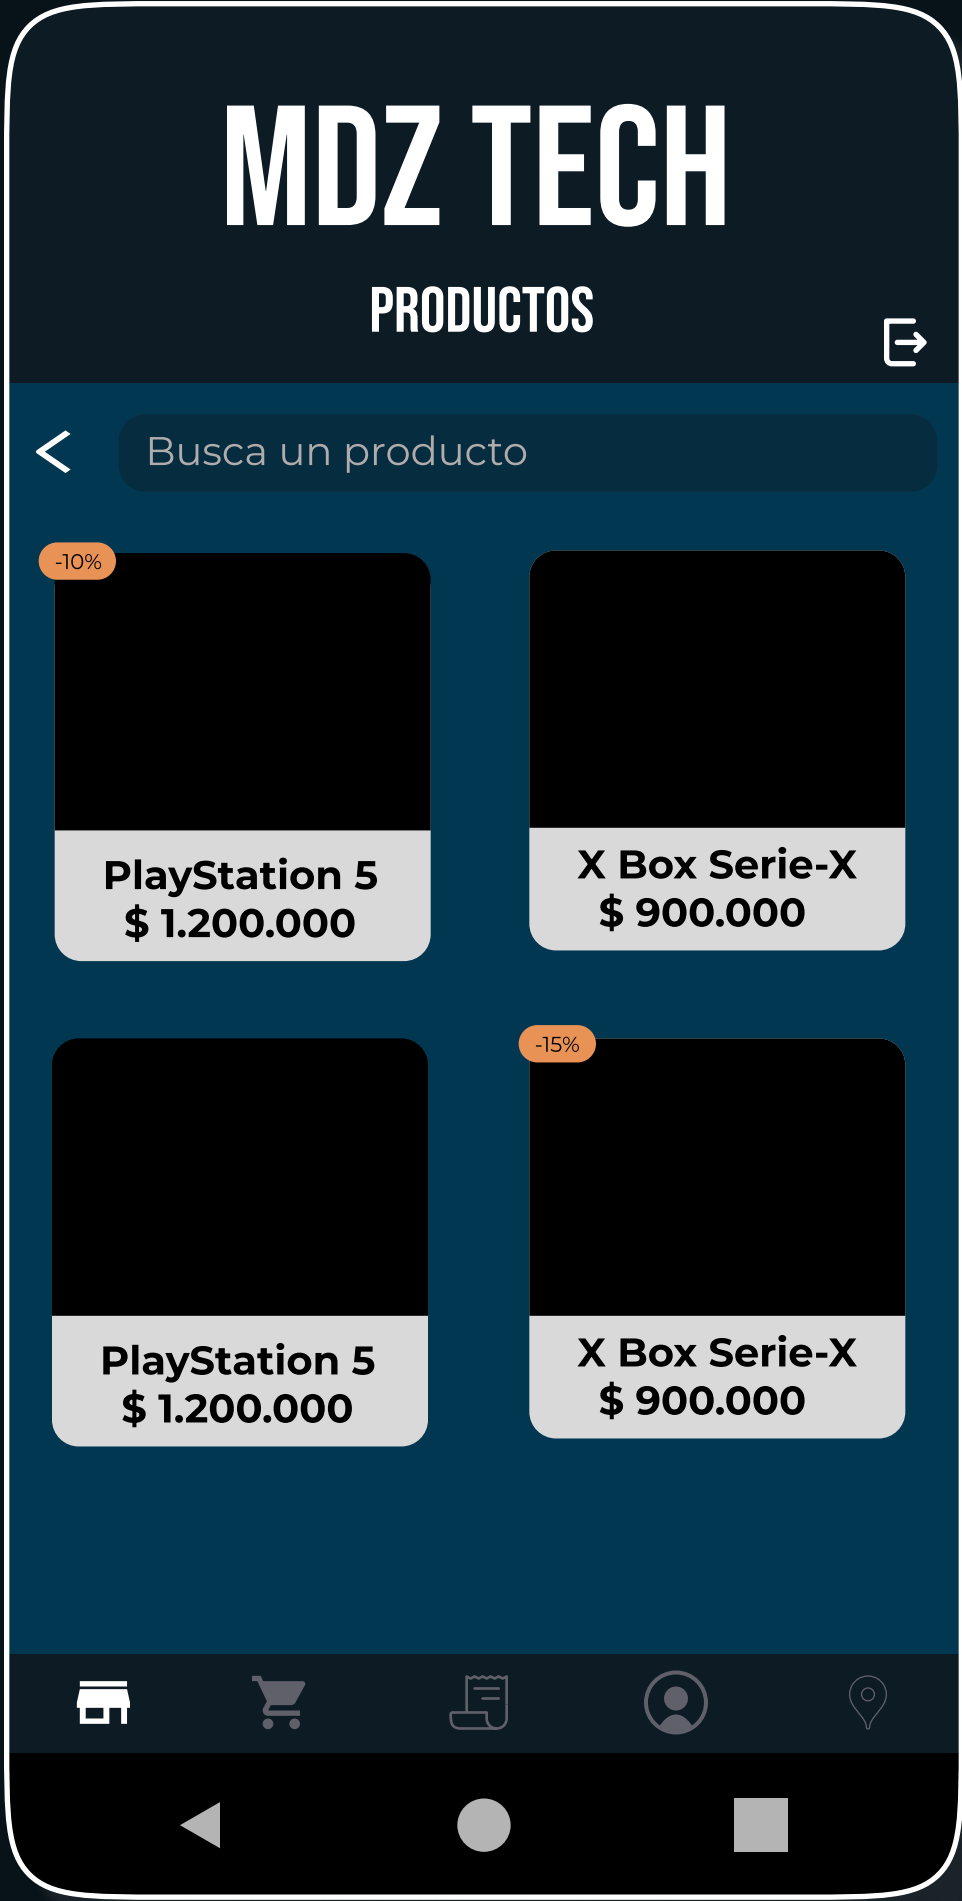 MDZ TECH
PRODUCTOS
Busca un producto
-10%
PlayStation 5
$ 1.200.000
X Box Serie-X
$ 900.000
-15%
PlayStation 5
$ 1.200.000
X Box Serie-X
$ 900.000